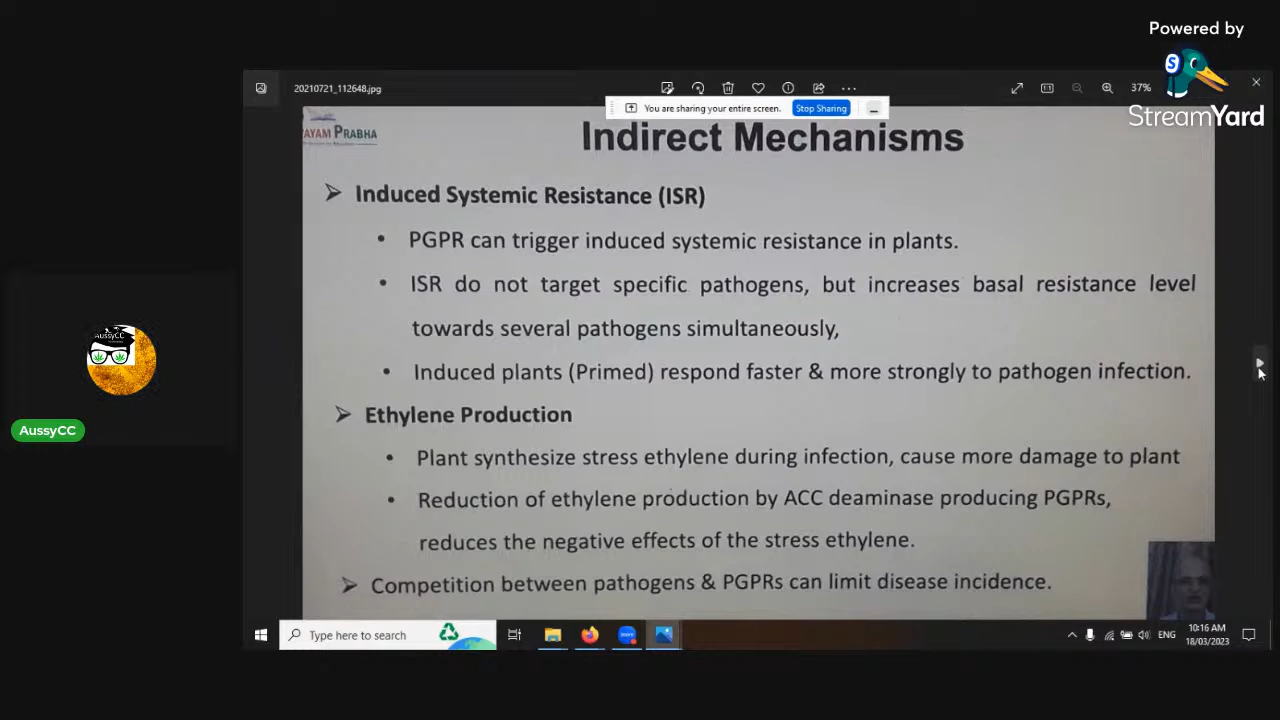 Powered by
StreamYard
20210721_112648.jpg
37%
You are sharing your entire screen.
Stop Sharing
AYAM PRABHA
Indirect Mechanisms
Induced Systemic Resistance (ISR)
PGPR can trigger induced systemic resistance in plants.
ISR do not target specific pathogens, but increases basal resistance level
towards several pathogens simultaneously,
Induced plants (Primed) respond faster & more strongly to pathogen infection.
Ethylene Production
Plant synthesize stress ethylene during infection, cause more damage to plant
Reduction of ethylene production by ACC deaminase producing PGPRs,
reduces the negative effects of the stress ethylene.
Competition between pathogens & PGPRs can limit disease incidence.
AussyCC
AussyCC
Type here to search
ENG
10:16 AM
18/03/2023